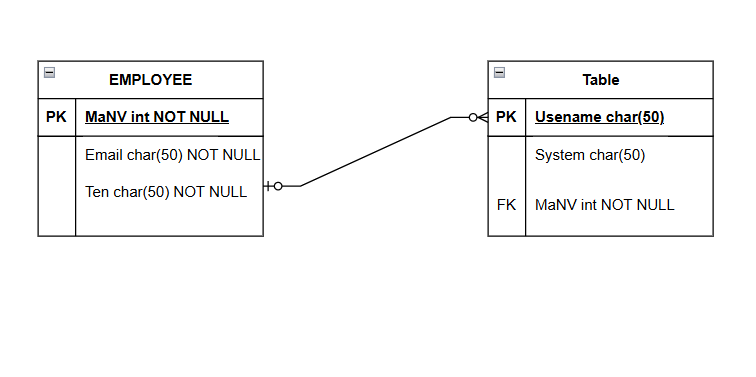 EMPLOYEE
PK MaNV int NOT NULL
Email char(50) NOT NULL
Ten char(50) NOT NULL
Table
PK Usename char(50)
System char(50)
FK MaNV int NOT NULL